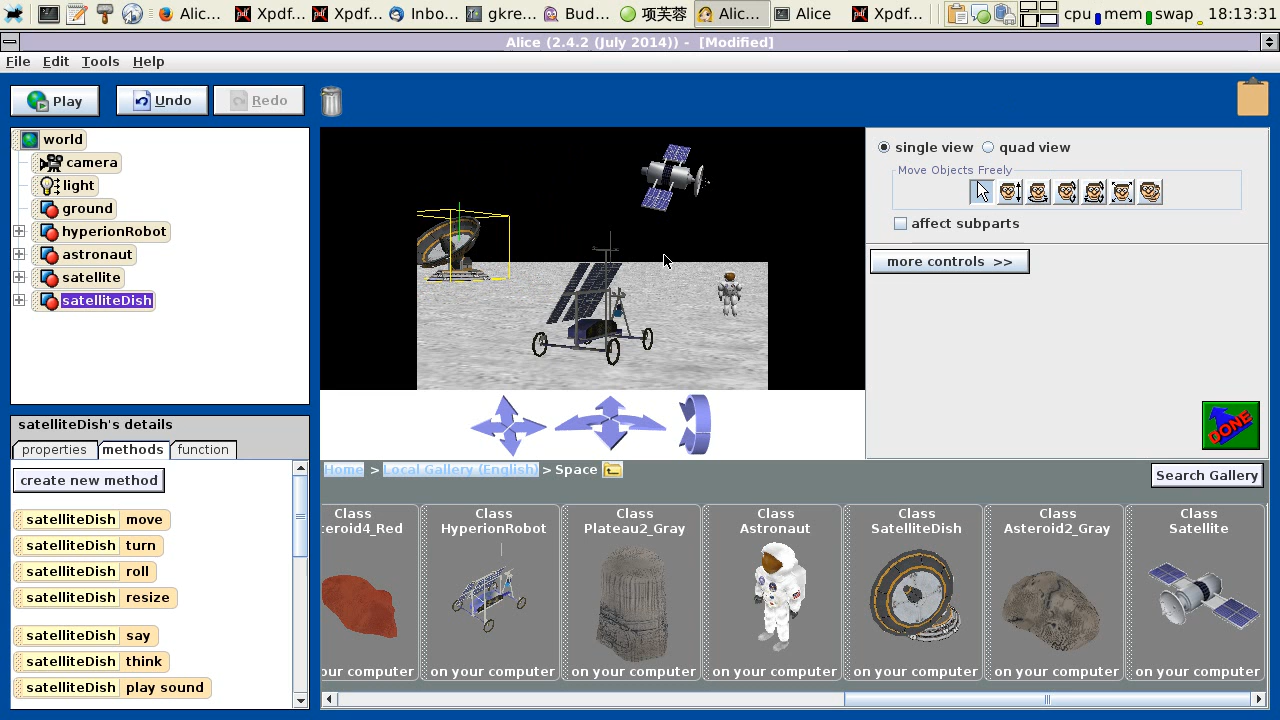 Alic... Xpdf... Xpdf... Inbo... gkre... Bud... 项芙蓉 Alic... Alice Xpdf... cpu mem swap 18:13:31
Alice (2.4.2 (July 2014)) - [Modified]
File Edit Tools Help
Play Undo Redo
world
camera
light
ground
hyperionRobot
astronaut
satellite
satelliteDish
single view quad view
Move Objects Freely
affect subparts
more controls >>
DONE
satelliteDish's details
properties methods function
create new method
satelliteDish move
satelliteDish turn
satelliteDish roll
satelliteDish resize
satelliteDish say
satelliteDish think
satelliteDish play sound
Home > Local Gallery (English) > Space
Search Gallery
Class
teroid4_Red
our computer
Class
HyperionRobot
on your computer
Class
Plateau2_Gray
on your computer
Class
Astronaut
on your computer
Class
SatelliteDish
on your computer
Class
Asteroid2_Gray
on your computer
Class
Satellite
on your computer